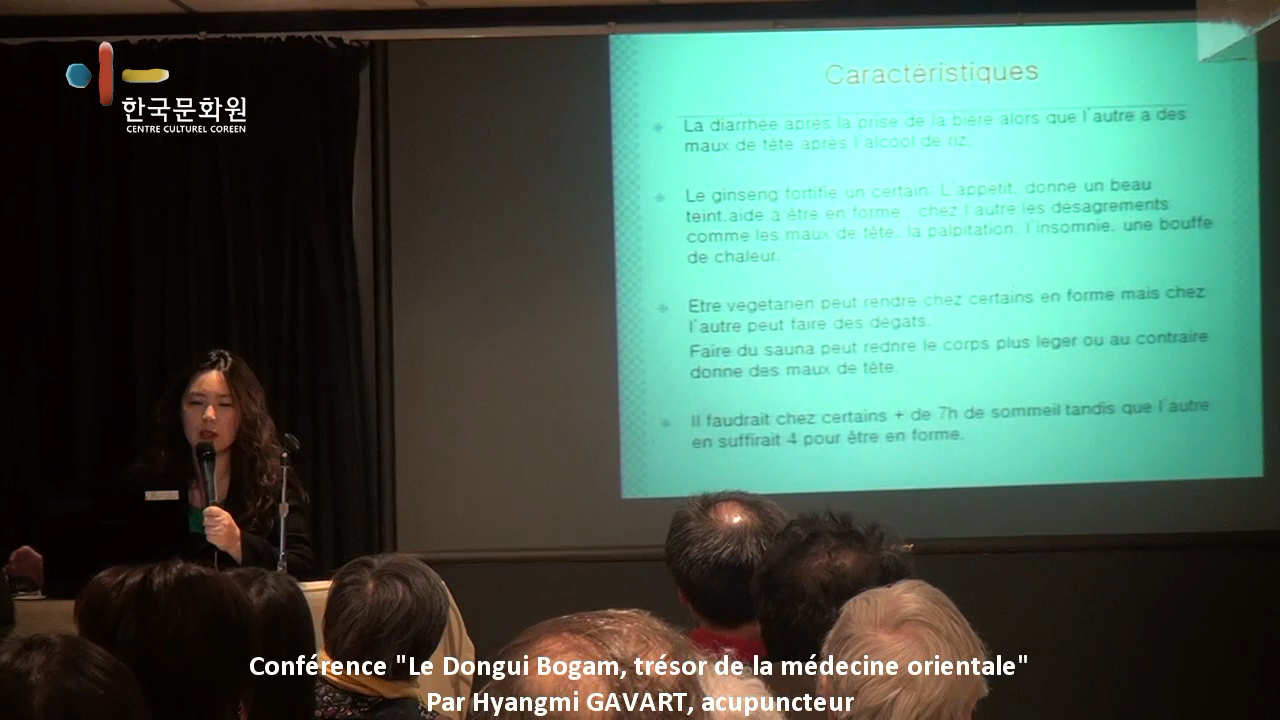 한국문화원
CENTRE CULTUREL COREEN
Caractéristiques
La diarrhée après la prise de la bière alors que l'autre a des
maux de tête après l'alcool de riz.
Le ginseng fortifie un certain: L'appetit, donne un beau
teint,aide à être en forme , chez l'autre les désagréments
comme les maux de tête, la palpitation, l'insomnie, une bouffe
de chaleur.
Etre vegetarien peut rendre chez certains en forme mais chez
l'autre peut faire des dégats.
Faire du sauna peut rednre le corps plus leger ou au contraire
donne des maux de tête.
Il faudrait chez certains + de 7h de sommeil tandis que l'autre
en suffirait 4 pour être en forme.
Conférence "Le Dongui Bogam, trésor de la médecine orientale"
Par Hyangmi GAVART, acupuncteur